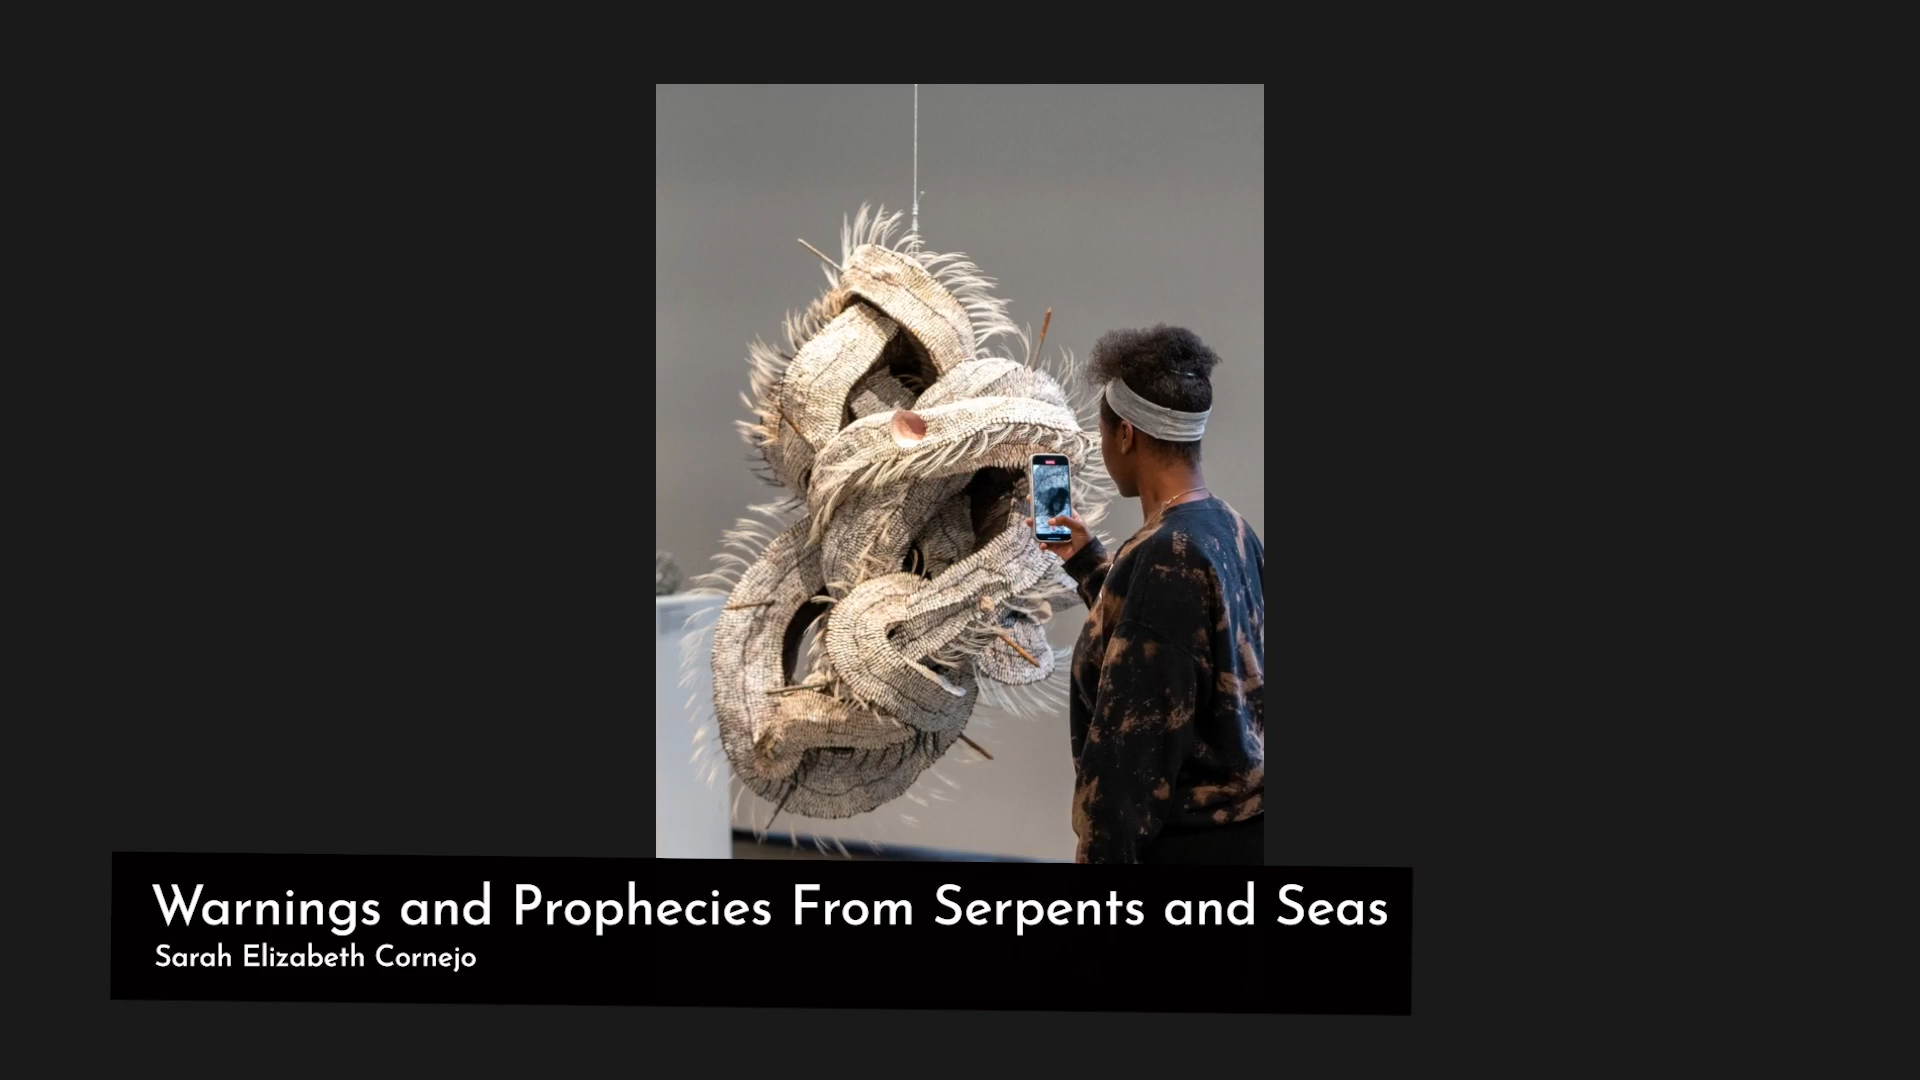 Warnings and Prophecies From Serpents and Seas
Sarah Elizabeth Cornejo